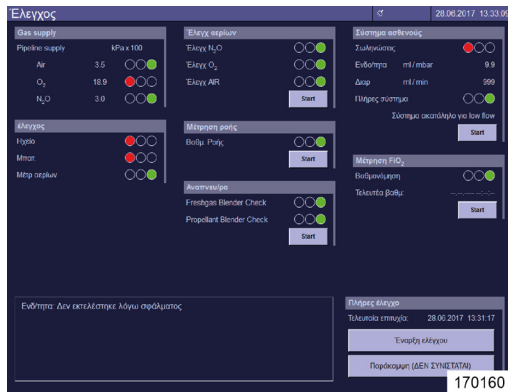 Έλεγχος
28.06.2017 13:33:09
Gas supply
Pipeline supply kPa x 100
Air 3.5
O₂ 18.9
N₂O 3.0
Έλεγχ αερίων
Έλεγχ N₂O
Έλεγχ O₂
Έλεγχ AIR
Start
Σύστημα ασθενούς
Σωληνώσεις
Ενδο/τητα ml / mbar 9.9
Διαρ ml / min 999
Πλήρες σύστημα
Σύστημα ακατάληλο για low flow
Start
έλεγχος
Ηχείο
Μπατ.
Μέτρ αερίων
Μέτρηση ροής
Βαθμ. Ροής
Start
Αναπνευ/ρα
Freshgas Blender Check
Propellant Blender Check
Start
Μέτρηση FiO₂
Βαθμονόμηση
Τελευταία βαθμ: --.--.---- --:--:--
Start
Ενδ/τητα: Δεν εκτελέστηκε λόγω σφάλματος
Πλήρες έλεγχο
Τελευταία επιτυχία: 28.06.2017 13:31:17
Έναρξη ελέγχου
Παράκαμψη (ΔΕΝ ΣΥΝΙΣΤΑΤΑΙ)
170160